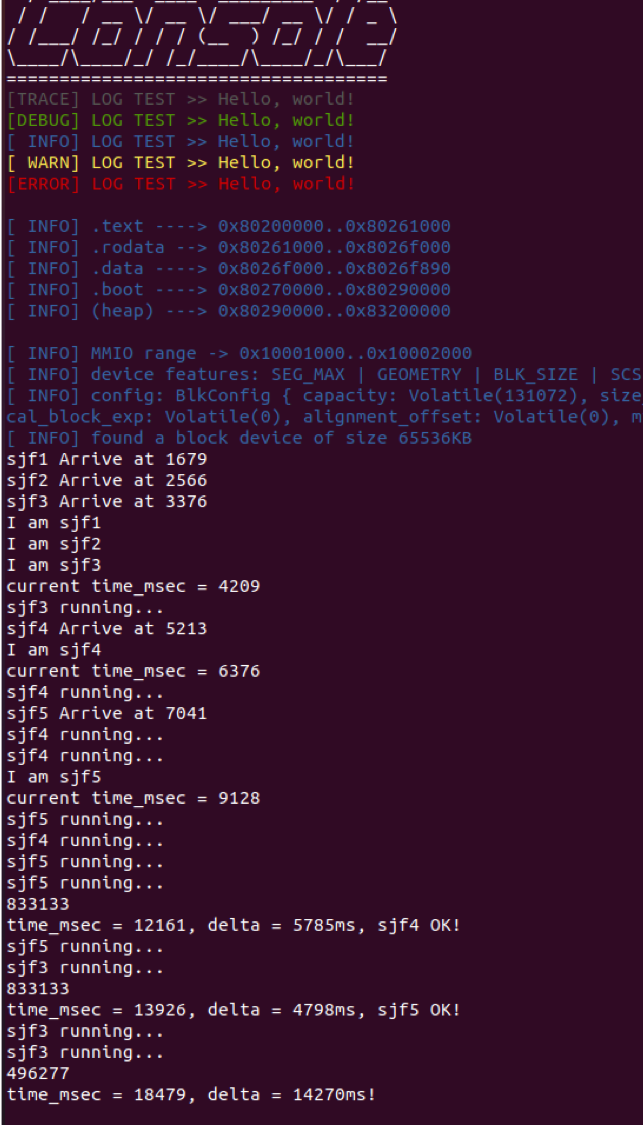 Console
====================================
[TRACE] LOG TEST >> Hello, world!
[DEBUG] LOG TEST >> Hello, world!
[ INFO] LOG TEST >> Hello, world!
[ WARN] LOG TEST >> Hello, world!
[ERROR] LOG TEST >> Hello, world!
[ INFO] .text ----> 0x80200000..0x80261000
[ INFO] .rodata --> 0x80261000..0x8026f000
[ INFO] .data ----> 0x8026f000..0x8026f890
[ INFO] .boot ----> 0x80270000..0x80290000
[ INFO] (heap) ---> 0x80290000..0x83200000
[ INFO] MMIO range -> 0x10001000..0x10002000
[ INFO] device features: SEG_MAX | GEOMETRY | BLK_SIZE | SCS
[ INFO] config: BlkConfig { capacity: Volatile(131072), size
cal_block_exp: Volatile(0), alignment_offset: Volatile(0), m
[ INFO] found a block device of size 65536KB
sjf1 Arrive at 1679
sjf2 Arrive at 2566
sjf3 Arrive at 3376
I am sjf1
I am sjf2
I am sjf3
current time_msec = 4209
sjf3 running...
sjf4 Arrive at 5213
I am sjf4
current time_msec = 6376
sjf4 running...
sjf5 Arrive at 7041
sjf4 running...
sjf4 running...
I am sjf5
current time_msec = 9128
sjf5 running...
sjf4 running...
sjf5 running...
sjf5 running...
833133
time_msec = 12161, delta = 5785ms, sjf4 OK!
sjf5 running...
sjf3 running...
833133
time_msec = 13926, delta = 4798ms, sjf5 OK!
sjf3 running...
sjf3 running...
496277
time_msec = 18479, delta = 14270ms!